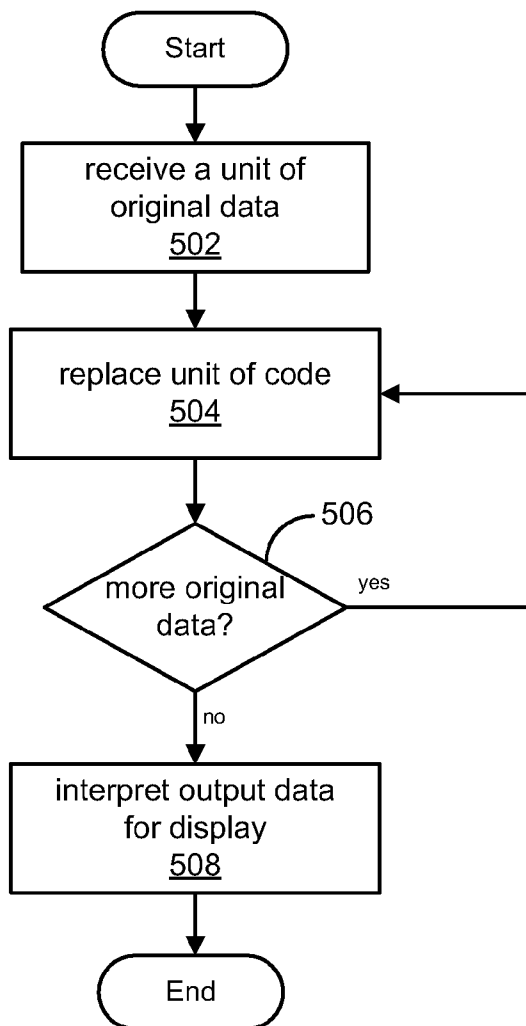 Start
receive a unit of
original data
502
replace unit of code
504
506
more original
data?
yes
no
interpret output data
for display
508
End